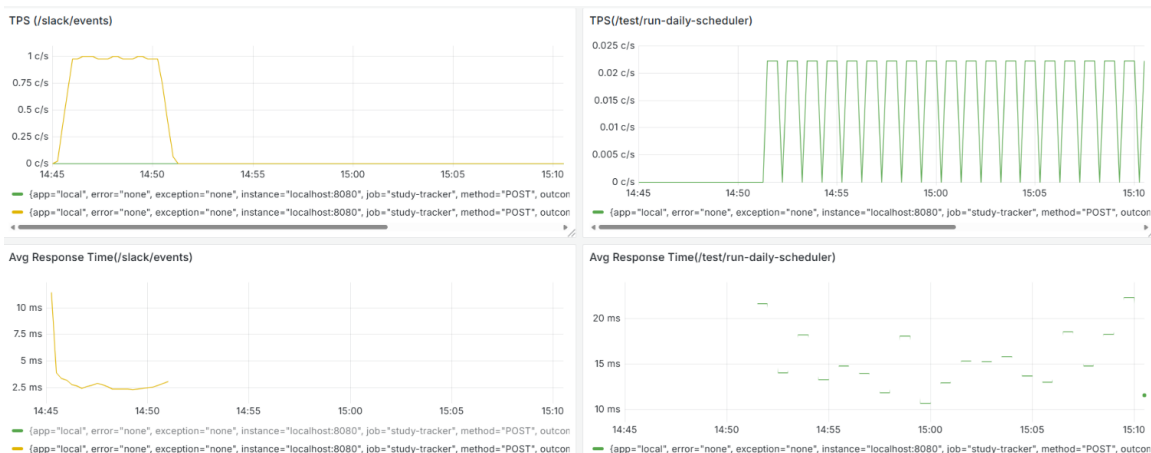 TPS (/slack/events)
1 c/s
0.75 c/s
0.5 c/s
0.25 c/s
0 c/s
14:45 14:50 14:55 15:00 15:05 15:10
{app="local", error="none", exception="none", instance="localhost:8080", job="study-tracker", method="POST", outcon
{app="local", error="none", exception="none", instance="localhost:8080", job="study-tracker", method="POST", outcon
TPS(/test/run-daily-scheduler)
0.025 c/s
0.02 c/s
0.015 c/s
0.01 c/s
0.005 c/s
0 c/s
14:45 14:50 14:55 15:00 15:05 15:10
{app="local", error="none", exception="none", instance="localhost:8080", job="study-tracker", method="POST", outcon
Avg Response Time(/slack/events)
10 ms
7.5 ms
5 ms
2.5 ms
14:45 14:50 14:55 15:00 15:05 15:10
{app="local", error="none", exception="none", instance="localhost:8080", job="study-tracker", method="POST", outcon
{app="local", error="none", exception="none", instance="localhost:8080", job="study-tracker", method="POST", outcon
Avg Response Time(/test/run-daily-scheduler)
20 ms
15 ms
10 ms
14:45 14:50 14:55 15:00 15:05 15:10
{app="local", error="none", exception="none", instance="localhost:8080", job="study-tracker", method="POST", outcon